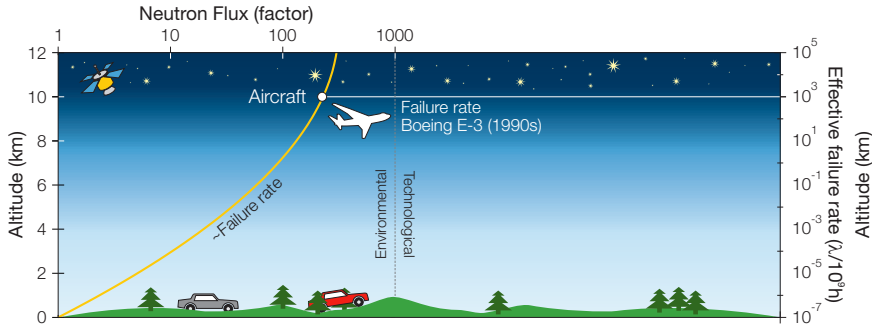 Neutron Flux (factor)
1 10 100 1000
12
10
8
6
4
2
0
Altitude (km)
Aircraft
Failure rate
Boeing E-3 (1990s)
~Failure rate
Environmental
Technological
10^5
10^3
10^1
10^-1
10^-3
10^-5
10^-6
10^-7
Effective failure rate (λ/10^9h)
Altitude (km)